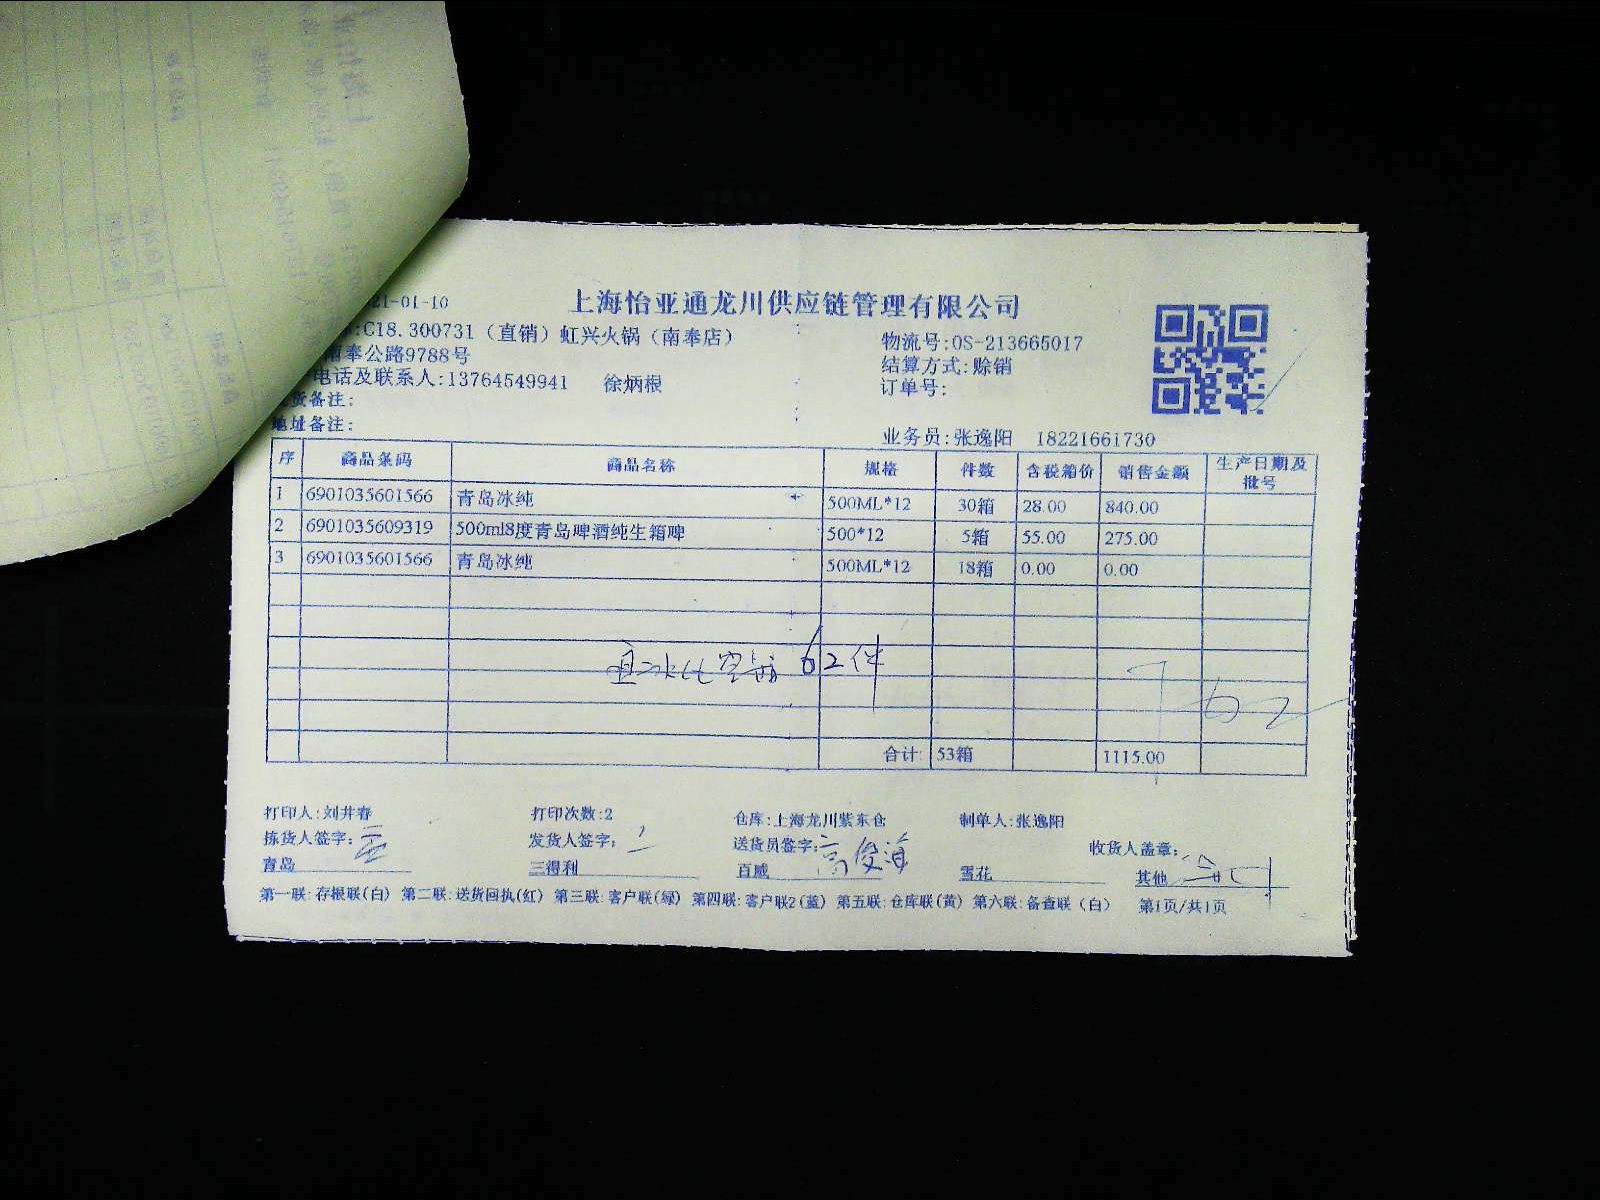 21-01-10
上海怡亚通龙川供应链管理有限公司
:C18.300731（直销）虹兴火锅（南奉店）
物流号:OS-213665017
南奉公路9788号
结算方式:赊销
电话及联系人:13764549941 徐炳根
订单号:
货备注:
地址备注:
业务员:张逸阳 18221661730
序 商品条码 商品名称 规格 件数 含税箱价 销售金额 生产日期及批号
1 6901035601566 青岛冰纯 500ML*12 30箱 28.00 840.00
2 6901035609319 500ml8度青岛啤酒纯生箱啤 500*12 5箱 55.00 275.00
3 6901035601566 青岛冰纯 500ML*12 18箱 0.00 0.00
62件
62
合计: 53箱 1115.00
打印人:刘井春 打印次数:2 仓库:上海龙川紫东仓 制单人:张逸阳
拣货人签字: 发货人签字: 送货员签字:高俊海 收货人盖章:
青岛 三得利 百威 雪花 其他
第一联:存根联(白) 第二联:送货回执(红) 第三联:客户联(绿) 第四联:客户联2(蓝) 第五联:仓库联(黄) 第六联:备查联（白） 第1页/共1页